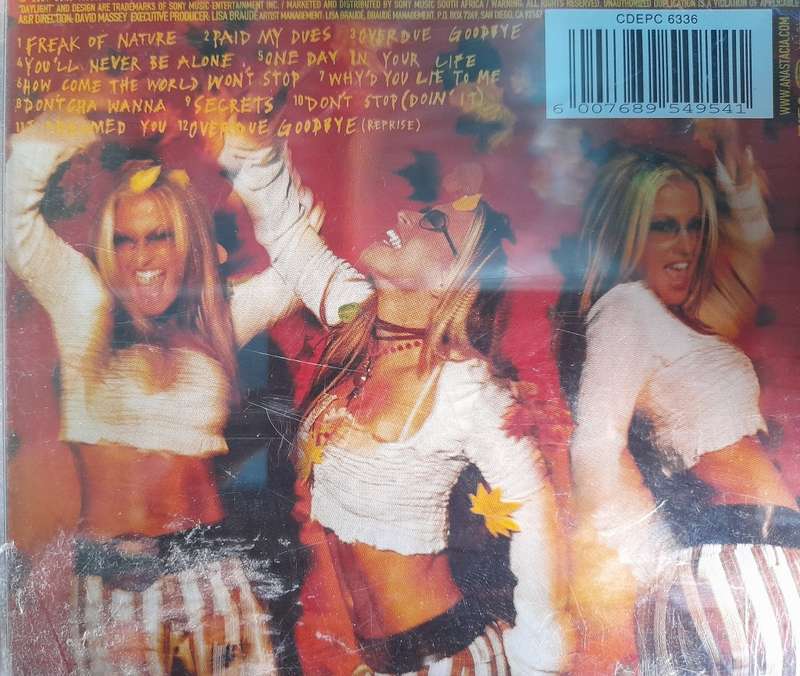 "DAYLIGHT" AND DESIGN ARE TRADEMARKS OF SONY MUSIC ENTERTAINMENT INC. / MARKETED AND DISTRIBUTED BY SONY MUSIC SOUTH AFRICA / WARNING. ALL RIGHTS RESERVED. UNAUTHORIZED DUPLICATION IS A VIOLATION OF APPLICABLE
A&R DIRECTION: DAVID MASSEY EXECUTIVE PRODUCER: LISA BRAUDE ARTIST MANAGEMENT: LISA BRAUDE, BRAUDE MANAGEMENT, P.O. BOX 7249, SAN DIEGO, CA 92167
CDEPC 6336
6 007689 549541
WWW.ANASTACIA.COM
1 FREAK OF NATURE 2 PAID MY DUES 3 OVERDUE GOODBYE
4 YOU'LL NEVER BE ALONE 5 ONE DAY IN YOUR LIFE
6 HOW COME THE WORLD WON'T STOP 7 WHY'D YOU LIE TO ME
8 DON'TCHA WANNA 9 SECRETS 10 DON'T STOP (DOIN' IT)
11 I DREAMED YOU 12 OVERDUE GOODBYE (REPRISE)